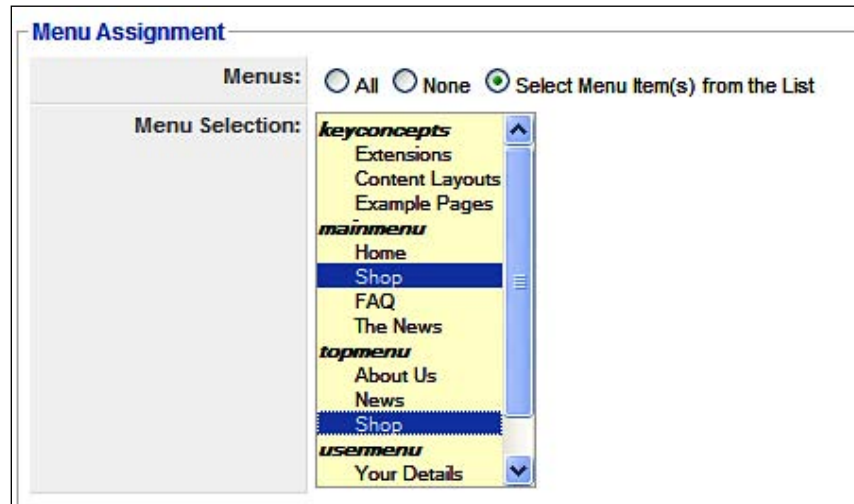 Menu Assignment
Menus: All None Select Menu Item(s) from the List
Menu Selection:
keyconcepts
Extensions
Content Layouts
Example Pages
mainmenu
Home
Shop
FAQ
The News
topmenu
About Us
News
Shop
usermenu
Your Details